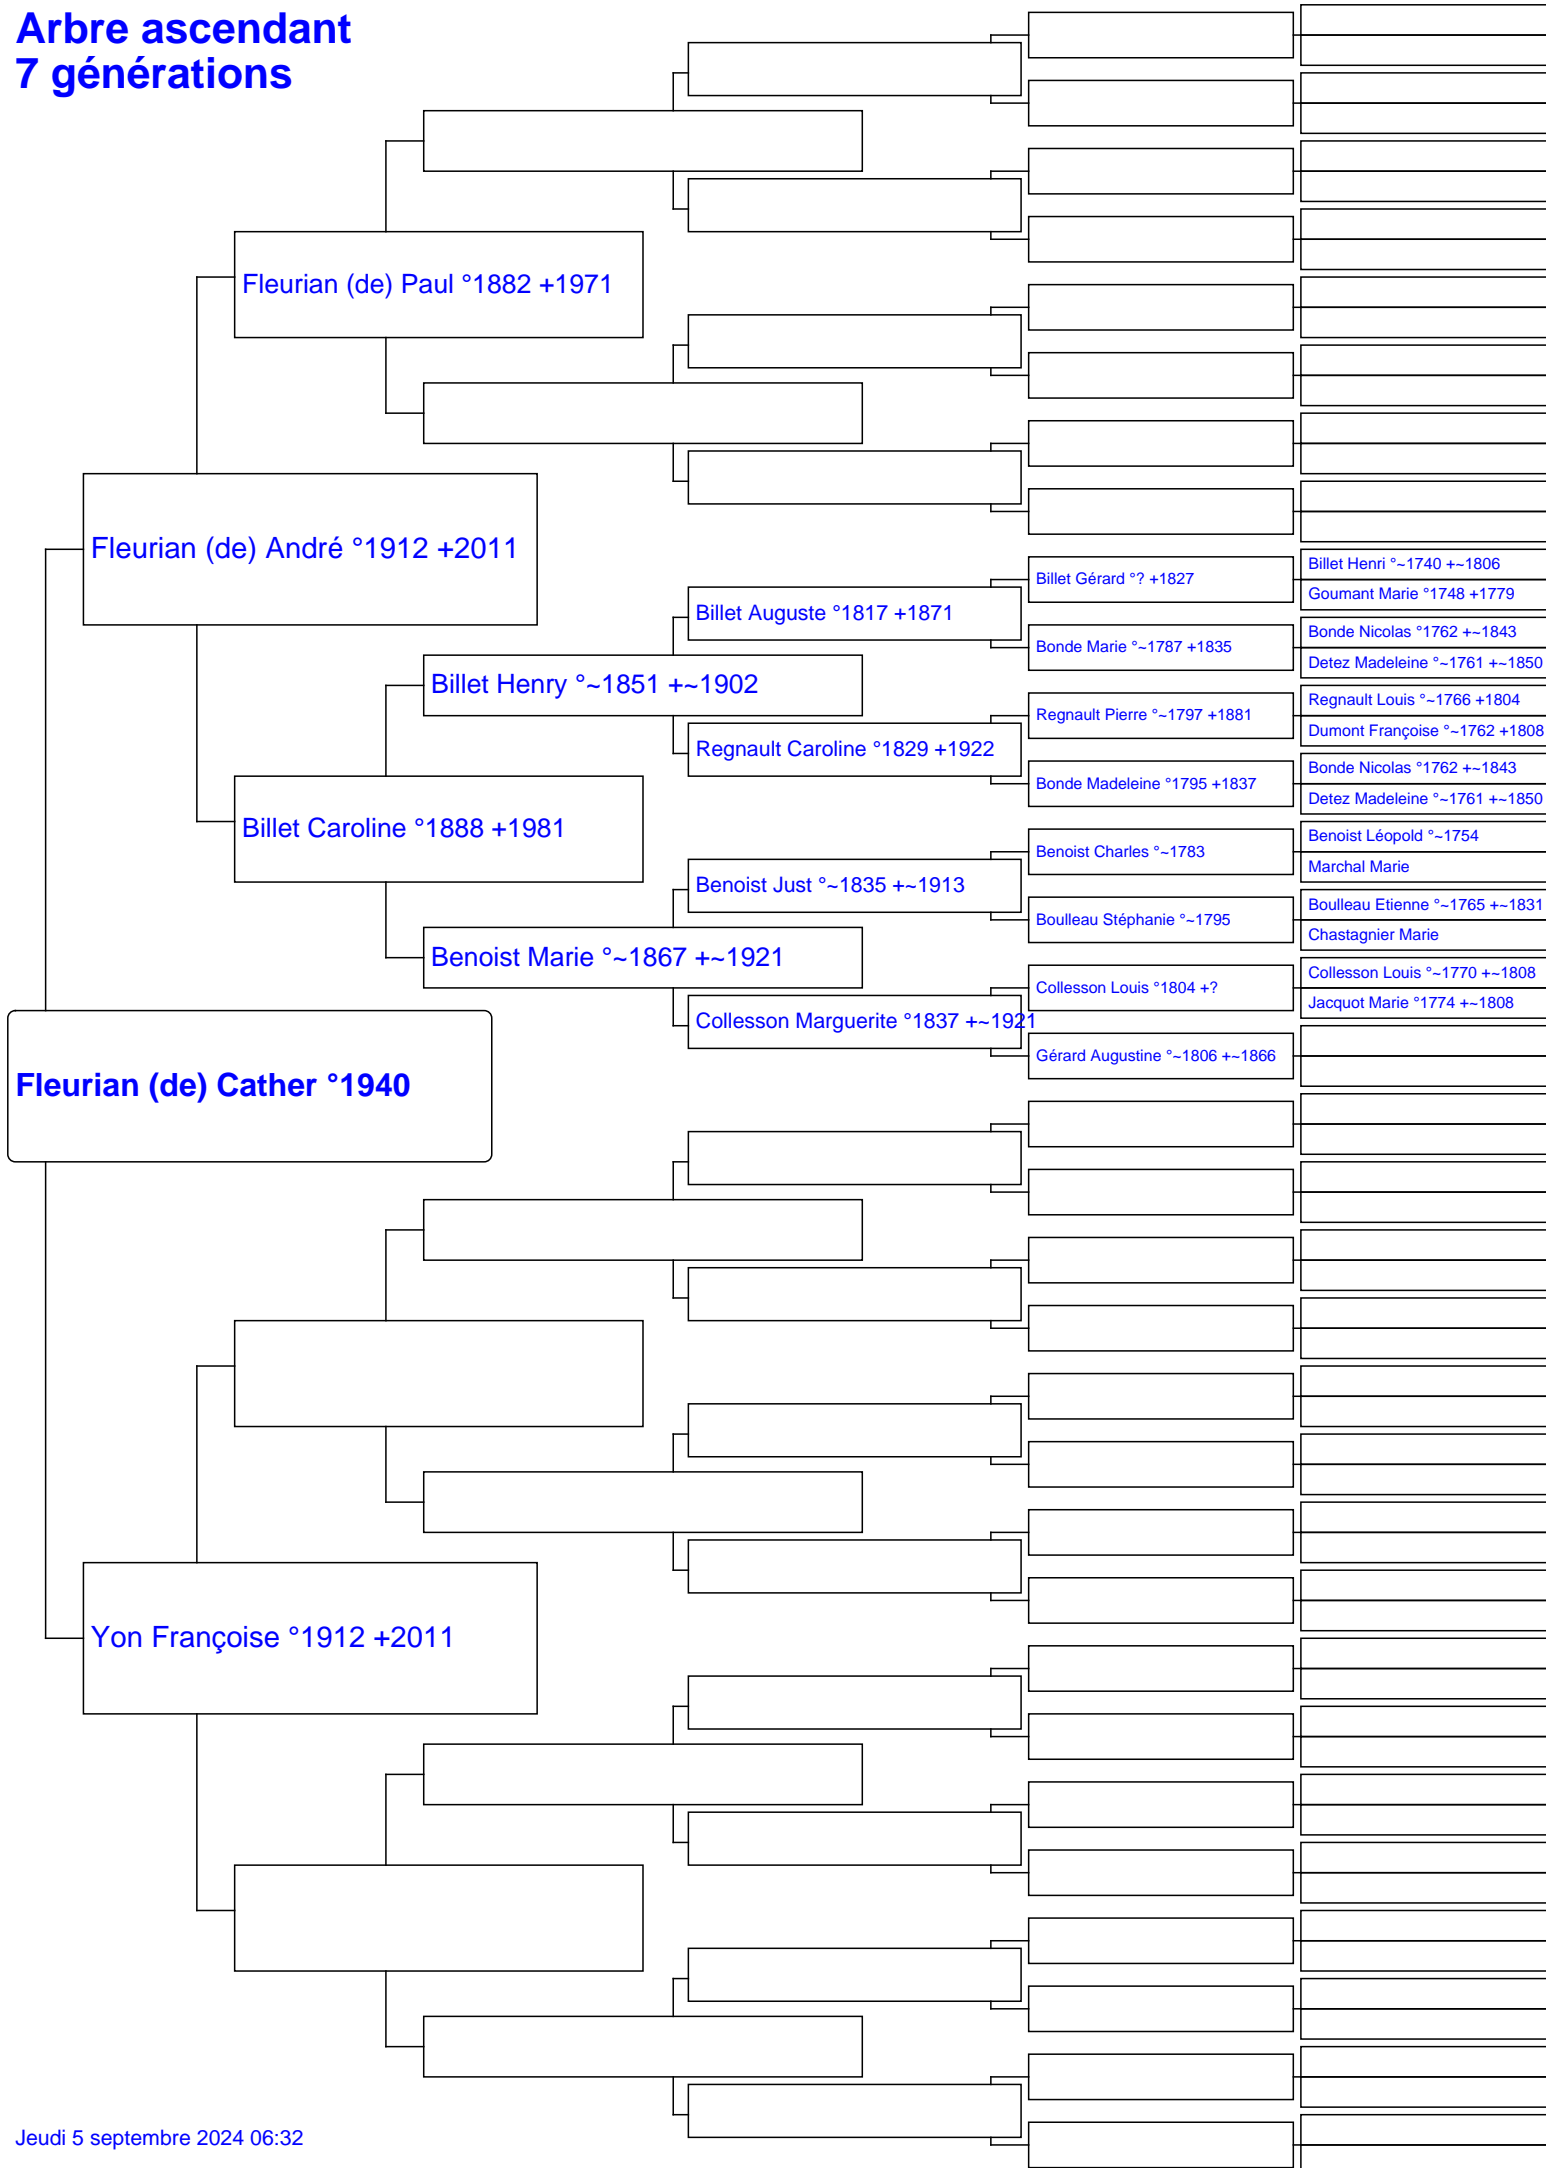 Arbre ascendant
7 générations
Fleurian (de) Paul °1882 +1971
Fleurian (de) André °1912 +2011
Billet Gérard °? +1827
Billet Henri °~1740 +~1806
Goumant Marie °1748 +1779
Billet Auguste °1817 +1871
Bonde Marie °~1787 +1835
Bonde Nicolas °1762 +~1843
Detez Madeleine °~1761 +~1850
Billet Henry °~1851 +~1902
Regnault Pierre °~1797 +1881
Regnault Louis °~1766 +1804
Dumont Françoise °~1762 +1808
Regnault Caroline °1829 +1922
Bonde Madeleine °1795 +1837
Bonde Nicolas °1762 +~1843
Detez Madeleine °~1761 +~1850
Billet Caroline °1888 +1981
Benoist Charles °~1783
Benoist Léopold °~1754
Marchal Marie
Benoist Just °~1835 +~1913
Boulleau Stéphanie °~1795
Boulleau Etienne °~1765 +~1831
Chastagnier Marie
Benoist Marie °~1867 +~1921
Collesson Louis °1804 +?
Collesson Louis °~1770 +~1808
Jacquot Marie °1774 +~1808
Collesson Marguerite °1837 +~1921
Gérard Augustine °~1806 +~1866
Fleurian (de) Cather °1940
Yon Françoise °1912 +2011
Jeudi 5 septembre 2024 06:32